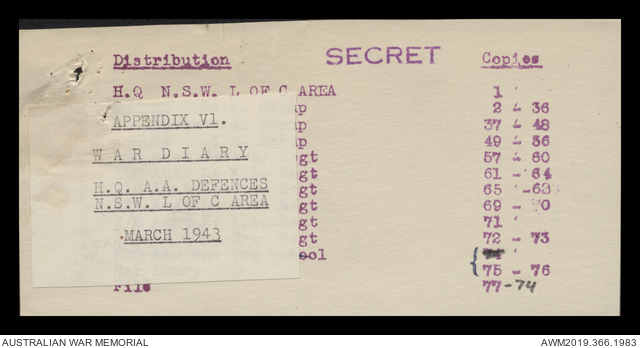 Distribution SECRET Copies
H.Q N.S.W. L OF C AREA 1
2 - 36
37 - 48
49 - 56
57 - 60
61 - 64
65 - 68
69 - 70
71
72 - 73
ool
75 - 76
File 77-74
APPENDIX V1.
WAR DIARY
H.Q. A.A. DEFENCES
N.S.W. L OF C AREA
MARCH 1943
AUSTRALIAN WAR MEMORIAL AWM2019.366.1983